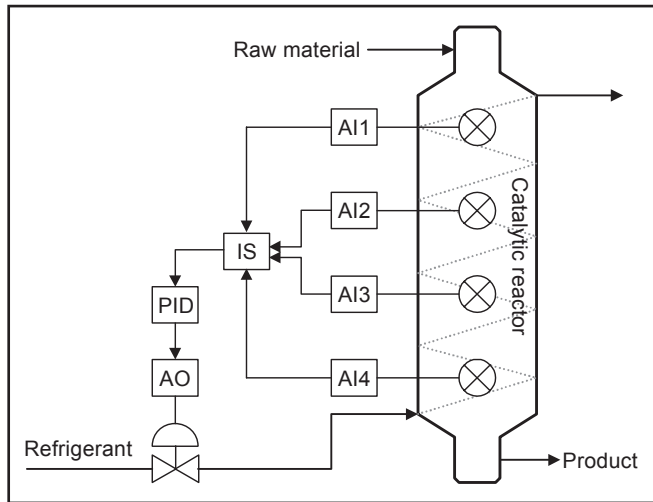 Raw material
AI1
AI2
IS
AI3
PID
AI4
AO
Catalytic reactor
Refrigerant
Product